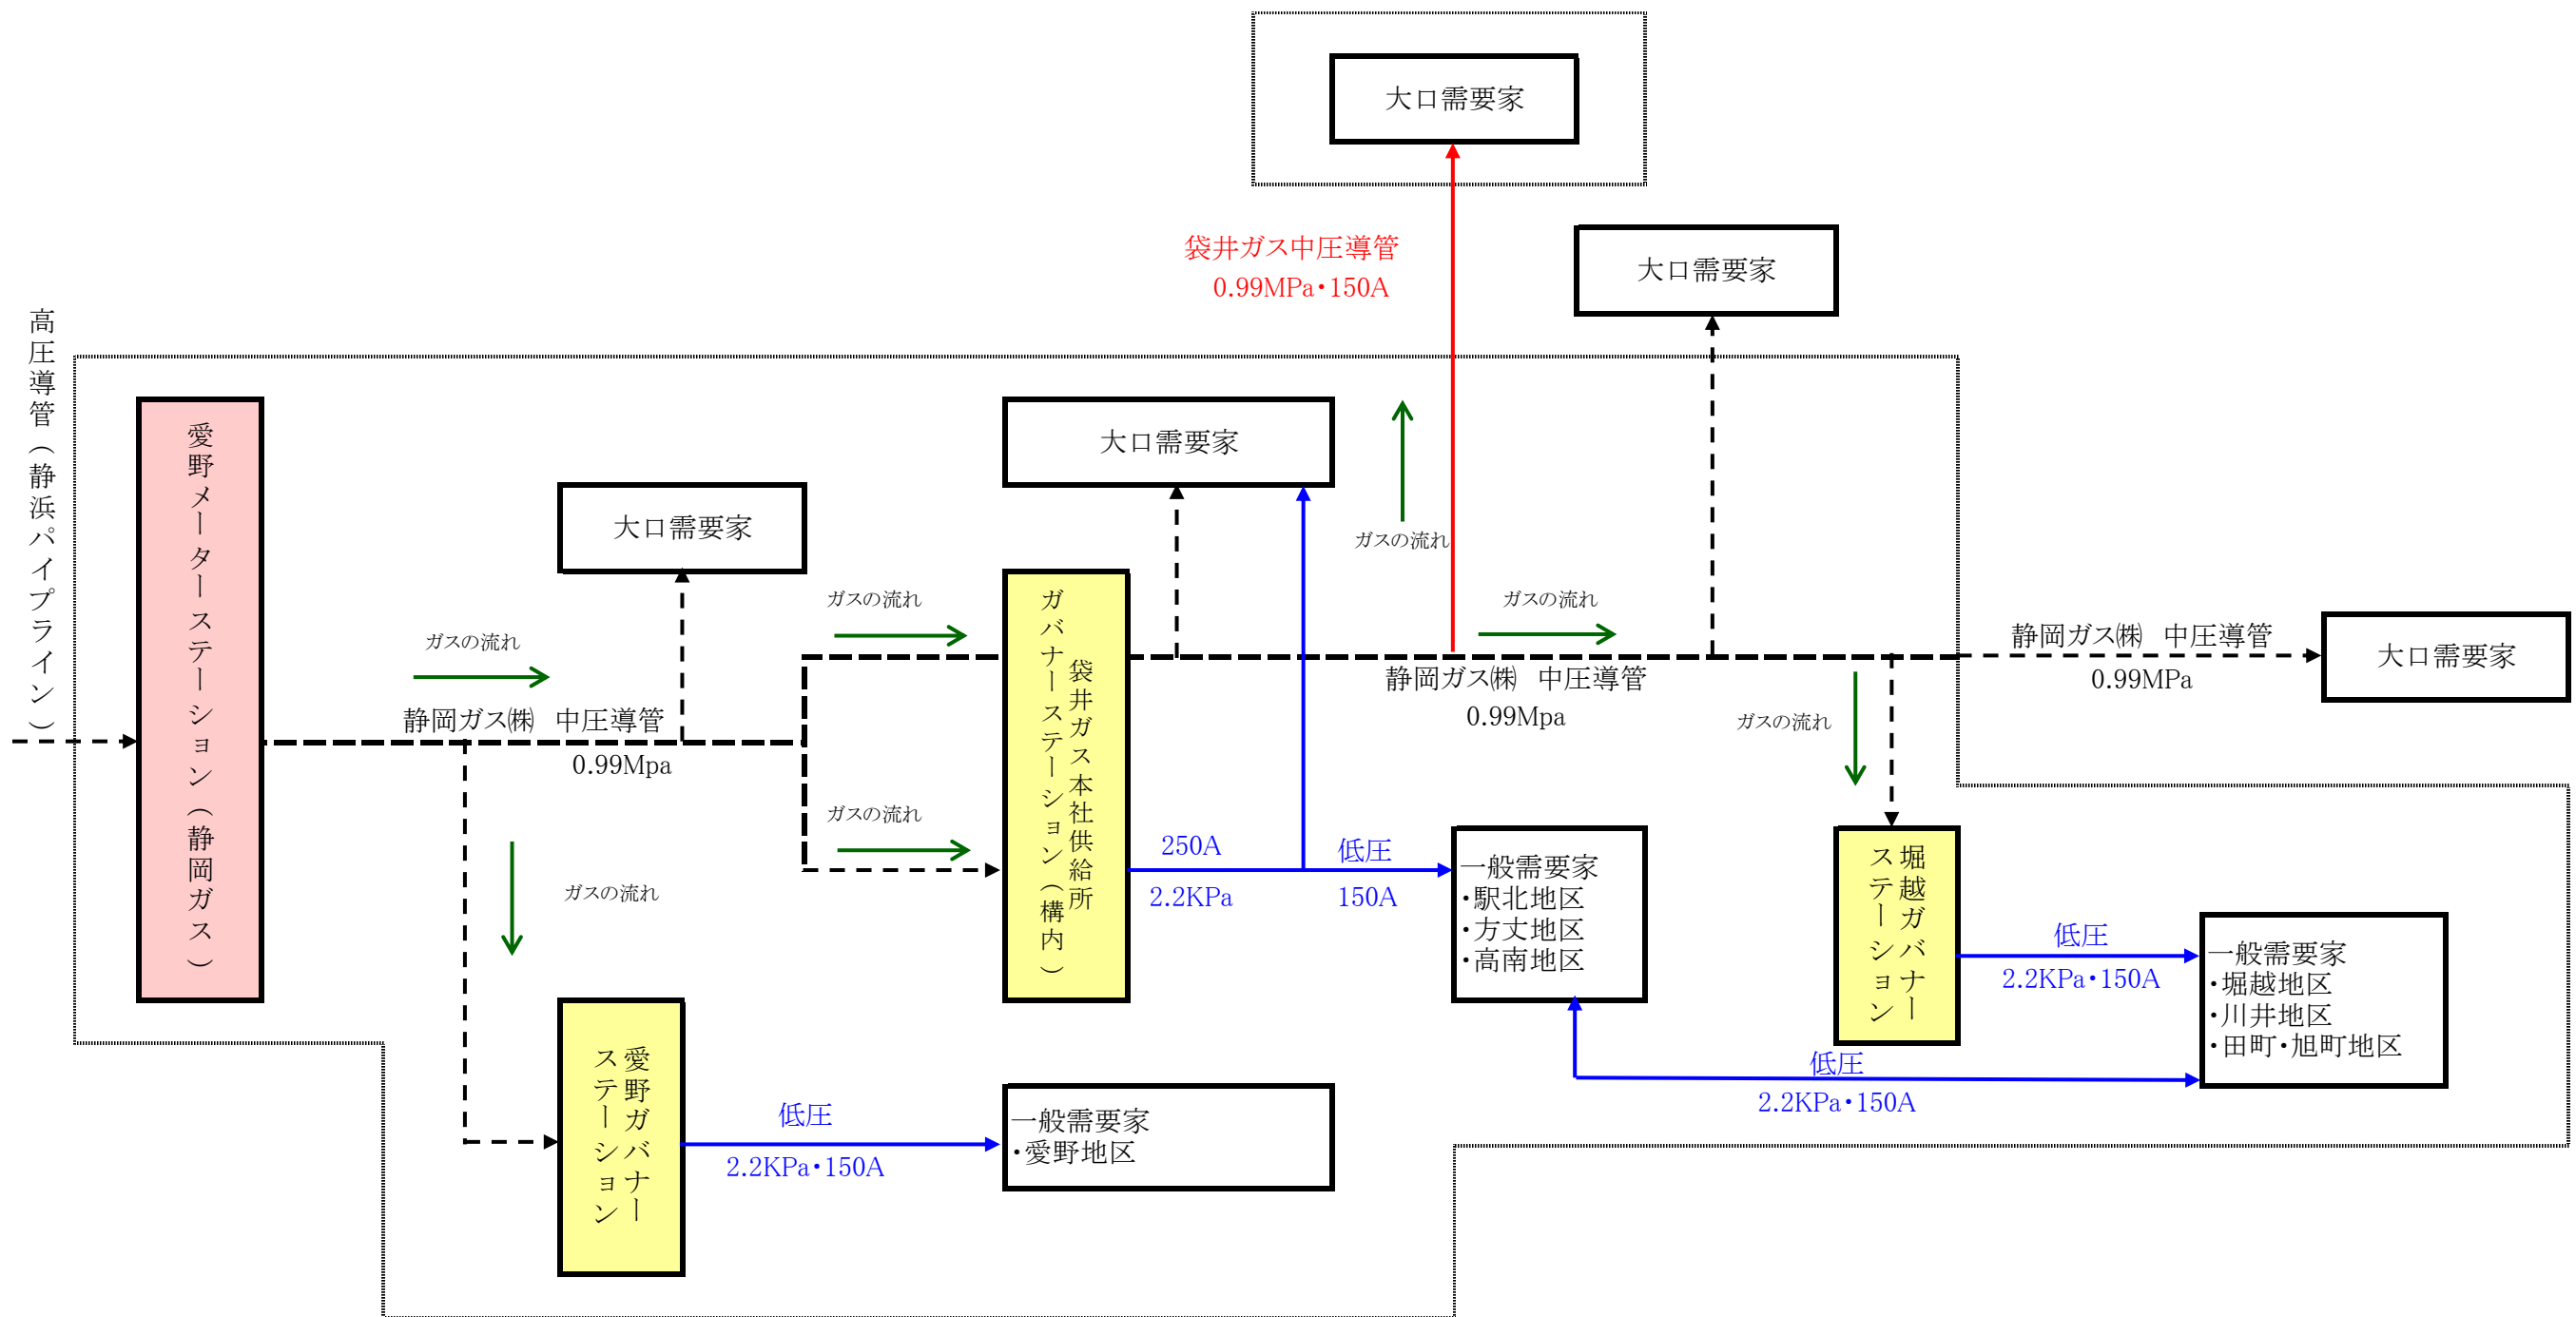 大口需要家
袋井ガス中圧導管
0.99MPa・150A
大口需要家
高圧導管（静浜パイプライン）
愛野メーターステーション（静岡ガス）
大口需要家
大口需要家
ガスの流れ
ガスの流れ
ガスの流れ
ガスの流れ
静岡ガス㈱ 中圧導管
0.99Mpa
袋井ガス本社供給所
ガバナーステーション（構内）
静岡ガス㈱ 中圧導管
0.99Mpa
静岡ガス㈱ 中圧導管
0.99MPa
大口需要家
ガスの流れ
ガスの流れ
ガスの流れ
250A
2.2KPa
低圧
150A
一般需要家
・駅北地区
・方丈地区
・高南地区
堀越ガバナー
ステーション
低圧
2.2KPa・150A
一般需要家
・堀越地区
・川井地区
・田町・旭町地区
低圧
2.2KPa・150A
愛野ガバナー
ステーション
低圧
2.2KPa・150A
一般需要家
・愛野地区